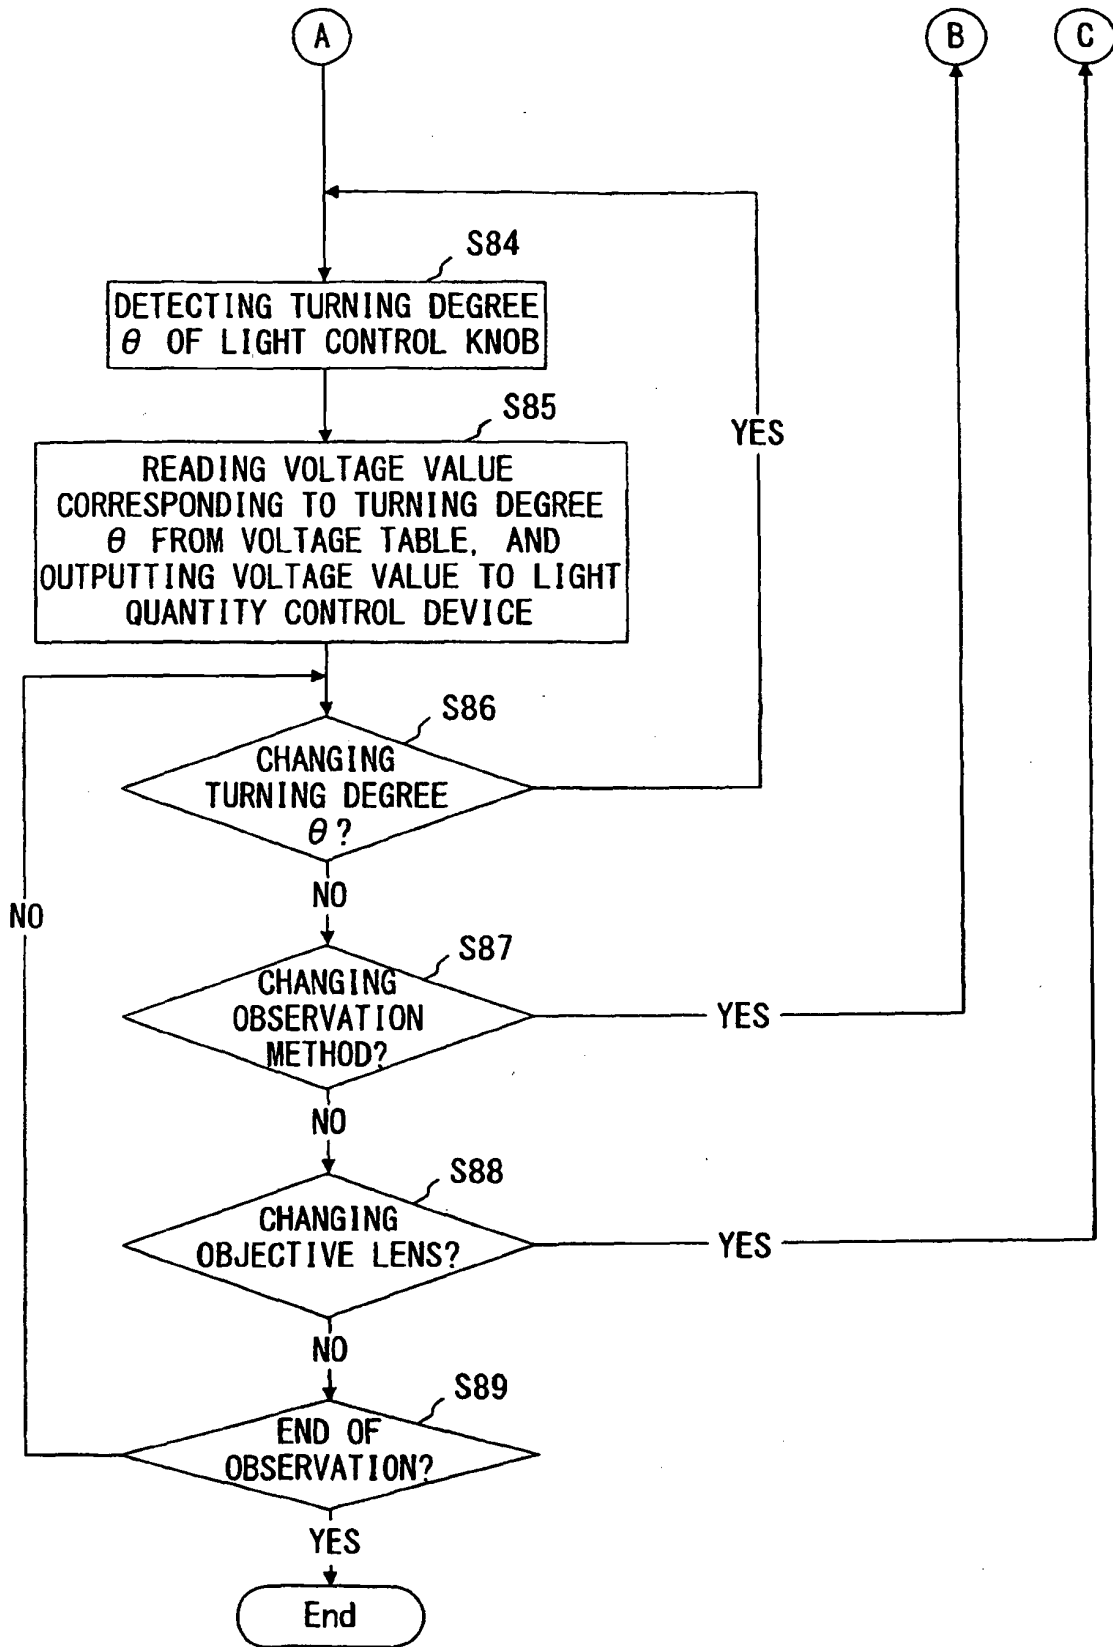 A
B
C
S84
DETECTING TURNING DEGREE
θ OF LIGHT CONTROL KNOB
S85
READING VOLTAGE VALUE
CORRESPONDING TO TURNING DEGREE
θ FROM VOLTAGE TABLE, AND
OUTPUTTING VOLTAGE VALUE TO LIGHT
QUANTITY CONTROL DEVICE
YES
S86
CHANGING
TURNING DEGREE
θ?
NO
NO
S87
CHANGING
OBSERVATION
METHOD?
YES
NO
S88
CHANGING
OBJECTIVE LENS?
YES
NO
S89
END OF
OBSERVATION?
YES
End